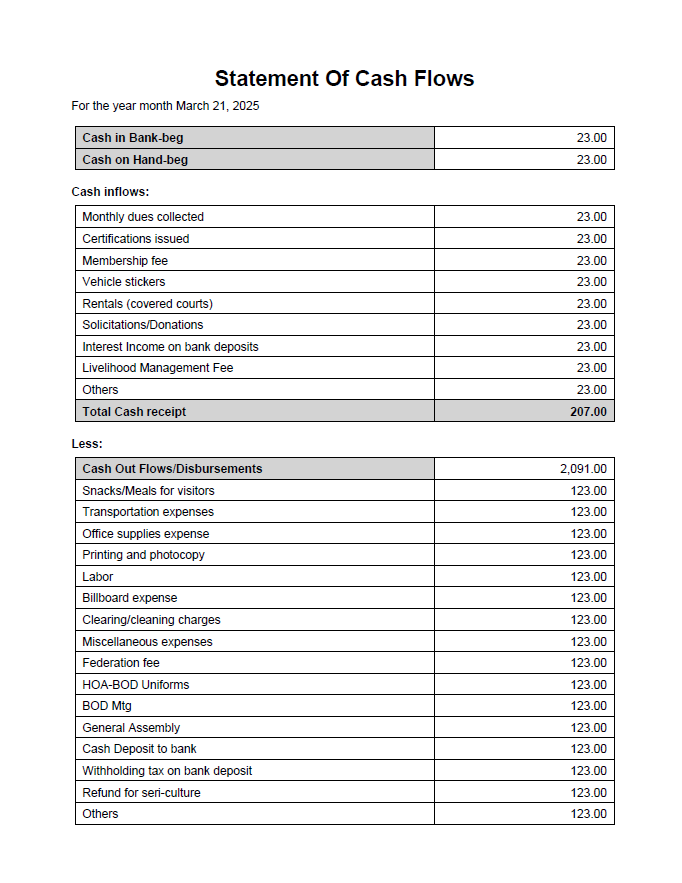 Statement Of Cash Flows
For the year month March 21, 2025
Cash in Bank-beg 23.00
Cash on Hand-beg 23.00
Cash inflows:
Monthly dues collected 23.00
Certifications issued 23.00
Membership fee 23.00
Vehicle stickers 23.00
Rentals (covered courts) 23.00
Solicitations/Donations 23.00
Interest Income on bank deposits 23.00
Livelihood Management Fee 23.00
Others 23.00
Total Cash receipt 207.00
Less:
Cash Out Flows/Disbursements 2,091.00
Snacks/Meals for visitors 123.00
Transportation expenses 123.00
Office supplies expense 123.00
Printing and photocopy 123.00
Labor 123.00
Billboard expense 123.00
Clearing/cleaning charges 123.00
Miscellaneous expenses 123.00
Federation fee 123.00
HOA-BOD Uniforms 123.00
BOD Mtg 123.00
General Assembly 123.00
Cash Deposit to bank 123.00
Withholding tax on bank deposit 123.00
Refund for seri-culture 123.00
Others 123.00